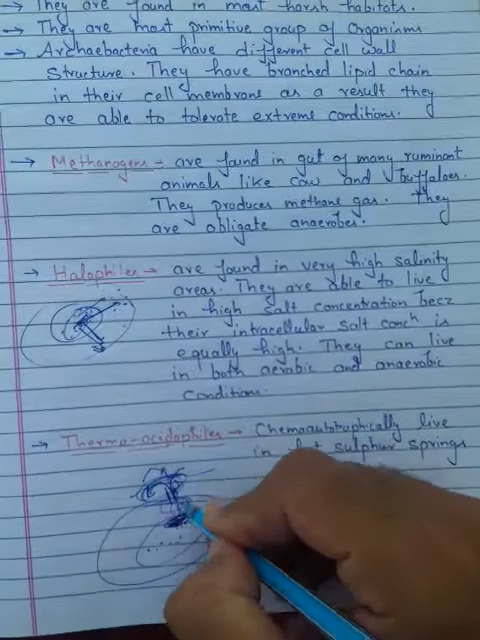 → They are found in most harsh habitats.
→ They are most primitive group of Organisms
→ Archaebacteria have different cell wall
structure. They have branched lipid chain
in their cell membrane as a result they
are able to tolerate extreme conditions.
→ Methanogens - are found in gut of many ruminant
animals like cow and buffaloes.
They produces methane gas. They
are obligate anaerobes.
→ Halophiles - are found in very high salinity
areas. They are able to live
in high salt concentration becz
their intracellular salt conc^n is
equally high. They can live
in both aerobic and anaerobic
conditions.
→ Thermo-acidophiles → Chemoautotrophically live
in hot sulphur springs